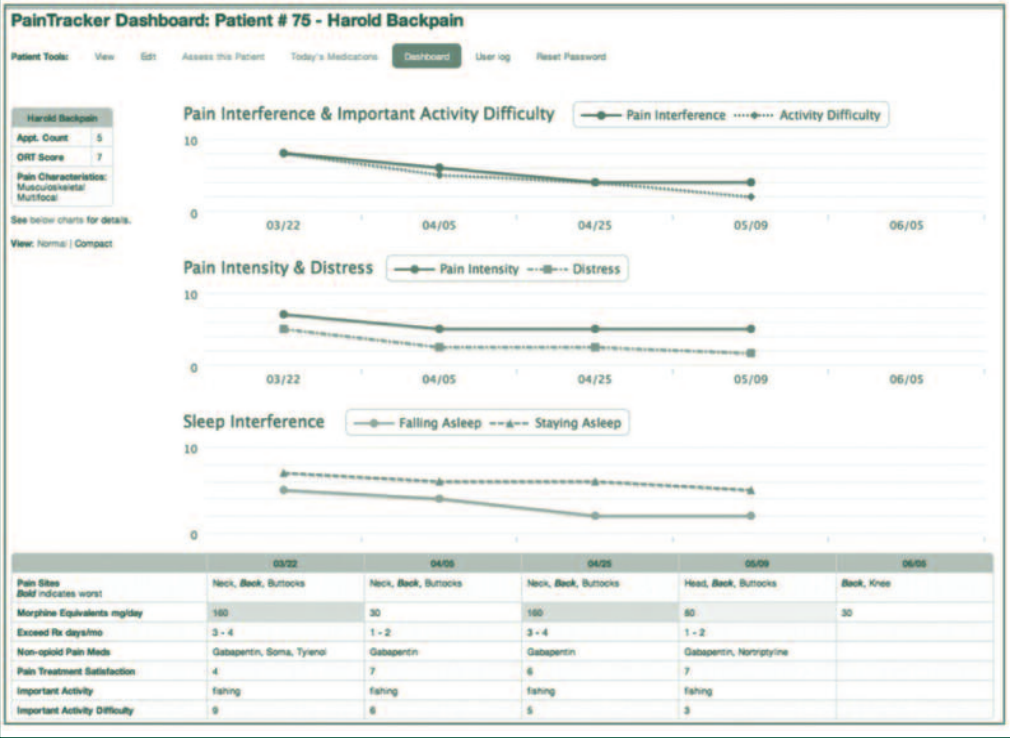 PainTracker Dashboard: Patient # 75 - Harold Backpain
Patient Tools: View Edit Assess this Patient Today's Medications Dashboard User log Reset Password
Harold Backpain
Appt. Count 5
ORT Score 7
Pain Characteristics:
Musculoskeletal
Multifocal
See below charts for details.
View: Normal | Compact
Pain Interference & Important Activity Difficulty Pain Interference Activity Difficulty
10
0
03/22 04/05 04/25 05/09 06/05
Pain Intensity & Distress Pain Intensity Distress
10
0
03/22 04/05 04/25 05/09 06/05
Sleep Interference Falling Asleep Staying Asleep
10
0
03/22 04/05 04/25 05/09 06/05
Pain Sites Neck, Back, Buttocks Neck, Back, Buttocks Neck, Back, Buttocks Head, Back, Buttocks Back, Knee
Bold indicates worst
Morphine Equivalents mg/day 160 30 160 80 30
Exceed Rx days/mo 3 - 4 1 - 2 3 - 4 1 - 2
Non-opioid Pain Meds Gabapentin, Soma, Tylenol Gabapentin Gabapentin Gabapentin, Nortriptyline
Pain Treatment Satisfaction 4 7 6 7
Important Activity fishing fishing fishing fishing
Important Activity Difficulty 9 6 5 3